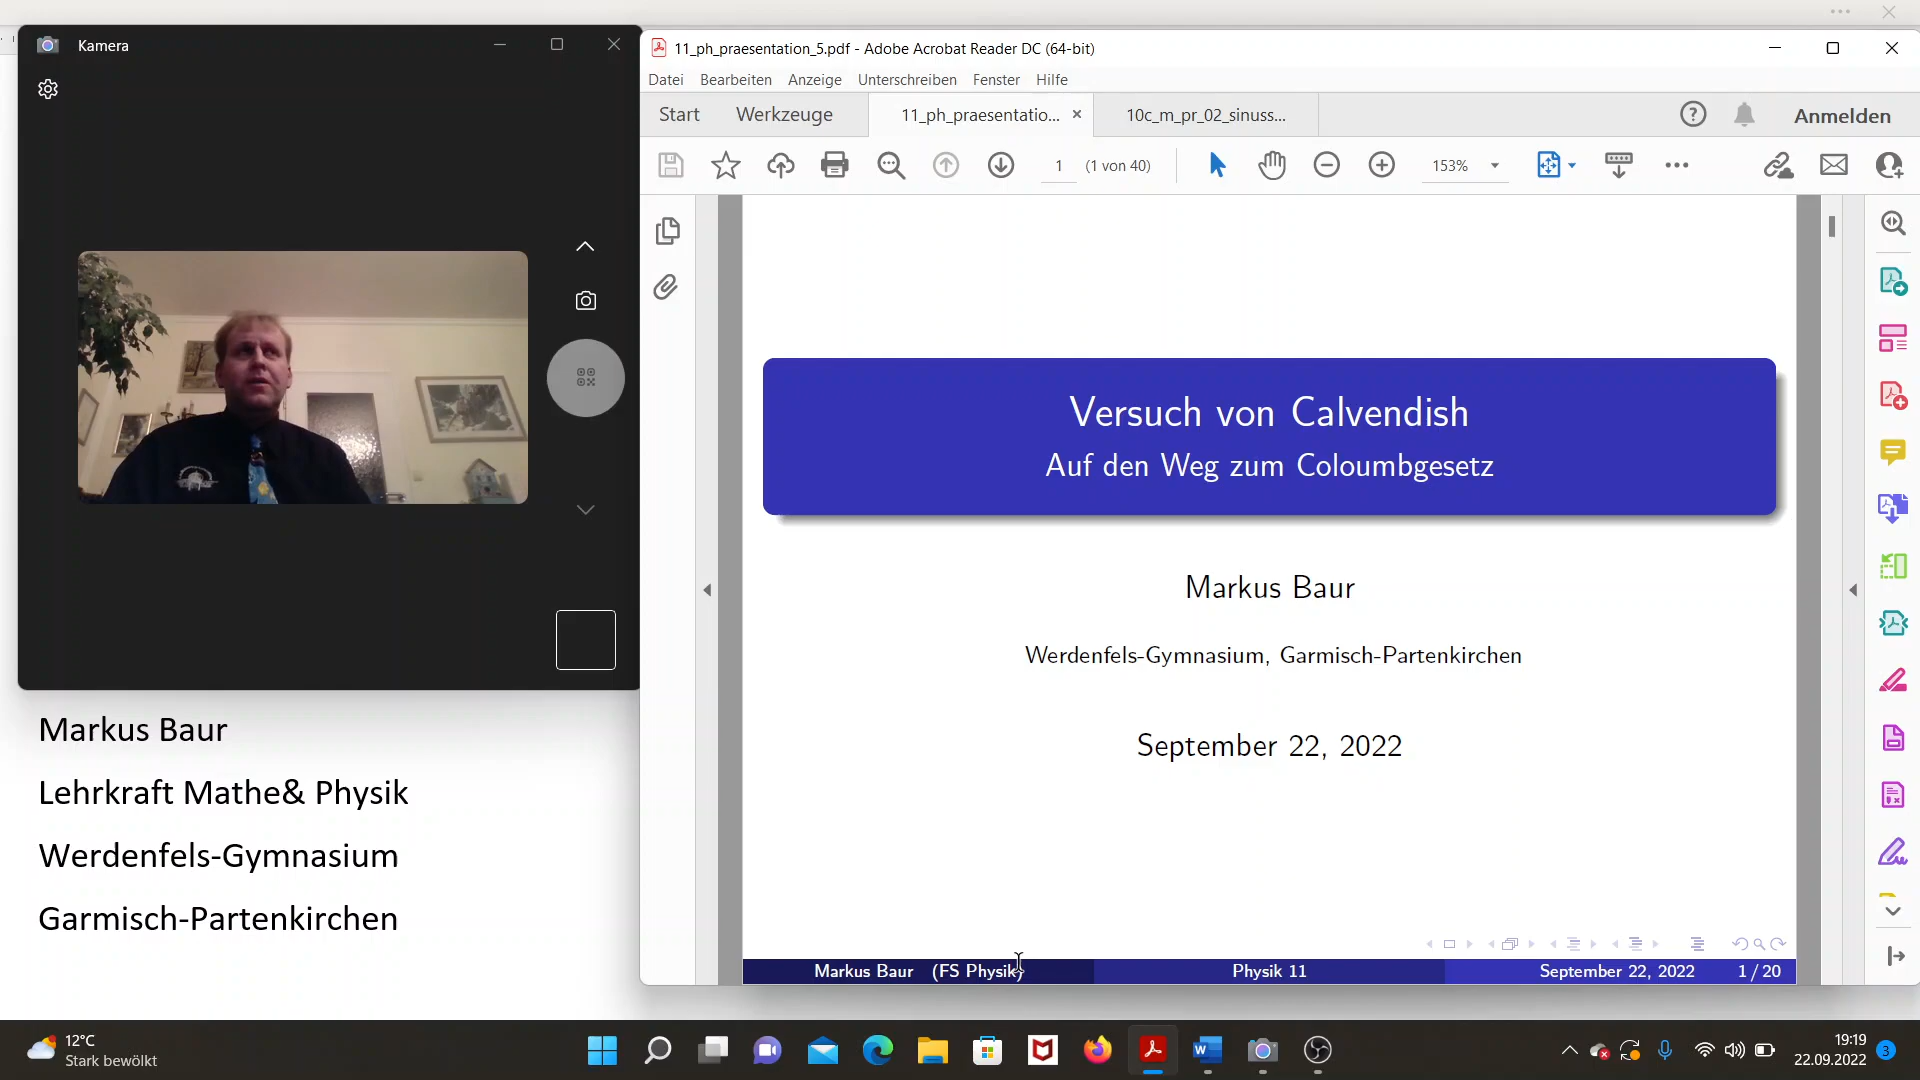 Kamera
11_ph_praesentation_5.pdf - Adobe Acrobat Reader DC (64-bit)
Datei Bearbeiten Anzeige Unterschreiben Fenster Hilfe
Start Werkzeuge 11_ph_praesentatio... 10c_m_pr_02_sinuss... Anmelden
1 (1 von 40) 153%
Versuch von Calvendish
Auf den Weg zum Coloumbgesetz
Markus Baur
Werdenfels-Gymnasium, Garmisch-Partenkirchen
September 22, 2022
Markus Baur (FS Physik) Physik 11 September 22, 2022 1 / 20
Markus Baur
Lehrkraft Mathe& Physik
Werdenfels-Gymnasium
Garmisch-Partenkirchen
12°C
Stark bewölkt
19:19
22.09.2022
3